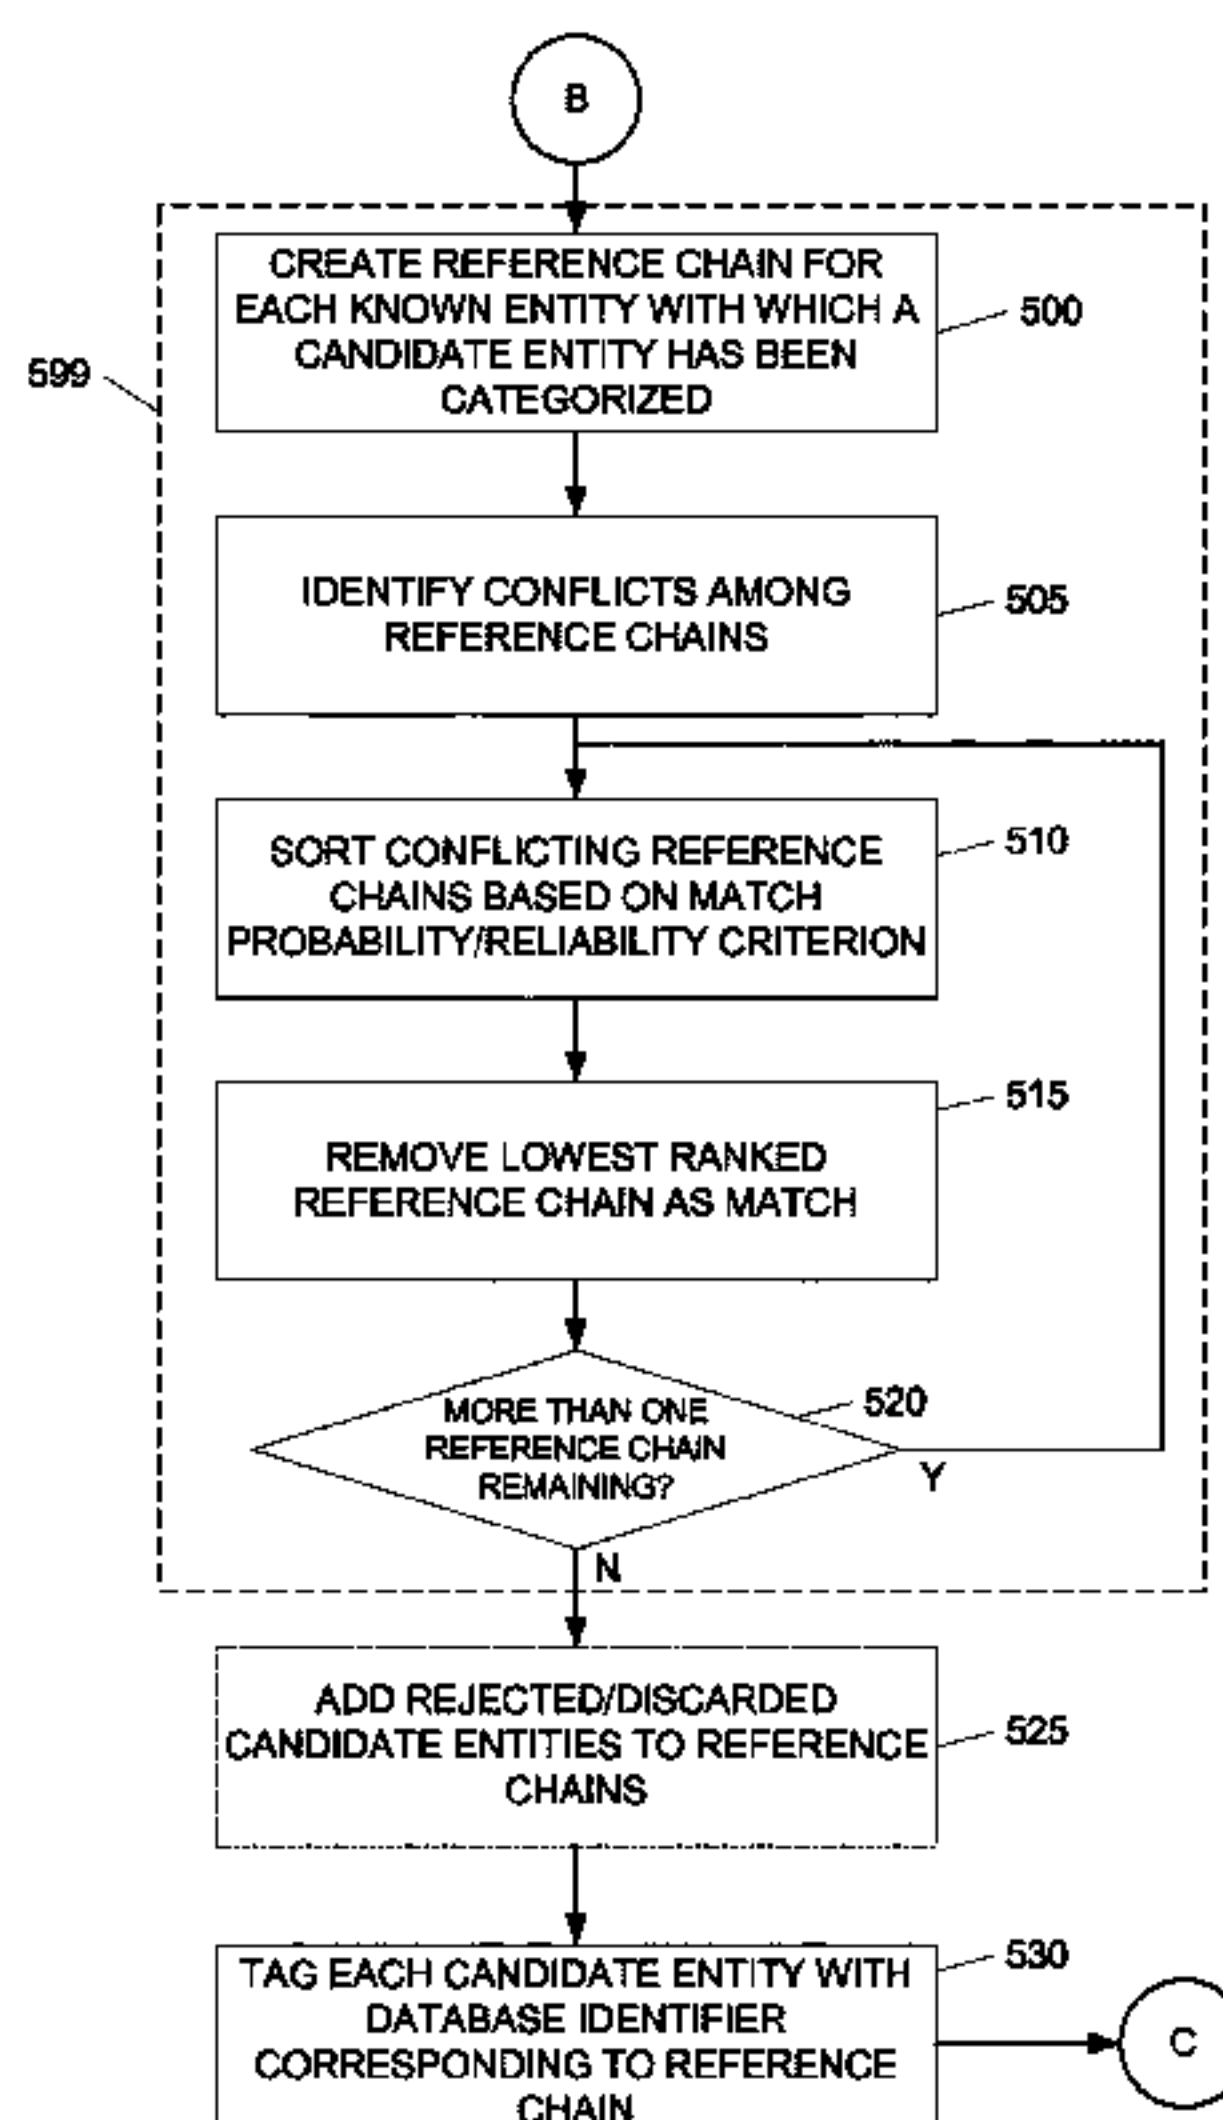 B
CREATE REFERENCE CHAIN FOR
EACH KNOWN ENTITY WITH WHICH A
CANDIDATE ENTITY HAS BEEN
CATEGORIZED
500
599
IDENTIFY CONFLICTS AMONG
REFERENCE CHAINS
505
SORT CONFLICTING REFERENCE
CHAINS BASED ON MATCH
PROBABILITY/RELIABILITY CRITERION
510
REMOVE LOWEST RANKED
REFERENCE CHAIN AS MATCH
515
MORE THAN ONE
REFERENCE CHAIN
REMAINING?
520
Y
N
ADD REJECTED/DISCARDED
CANDIDATE ENTITIES TO REFERENCE
CHAINS
525
TAG EACH CANDIDATE ENTITY WITH
DATABASE IDENTIFIER
CORRESPONDING TO REFERENCE
CHAIN
530
C